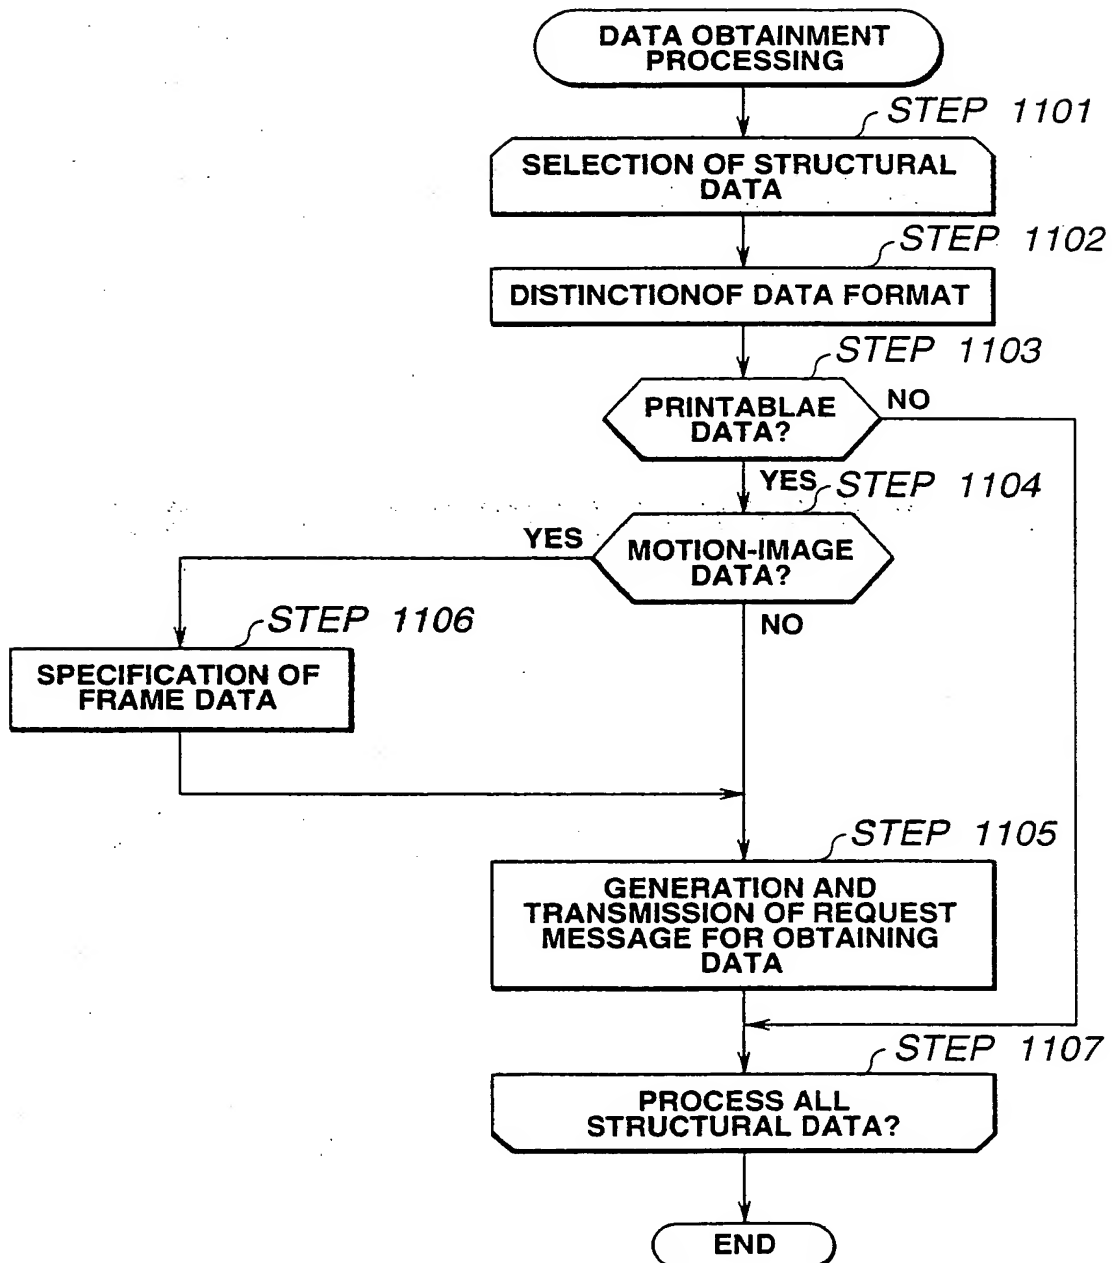 DATA OBTAINMENT
PROCESSING
STEP 1101
SELECTION OF STRUCTURAL
DATA
STEP 1102
DISTINCTIONOF DATA FORMAT
STEP 1103
PRINTABLAE
DATA?
NO
YES
STEP 1104
YES
MOTION-IMAGE
DATA?
NO
STEP 1106
SPECIFICATION OF
FRAME DATA
STEP 1105
GENERATION AND
TRANSMISSION OF REQUEST
MESSAGE FOR OBTAINING
DATA
STEP 1107
PROCESS ALL
STRUCTURAL DATA?
END